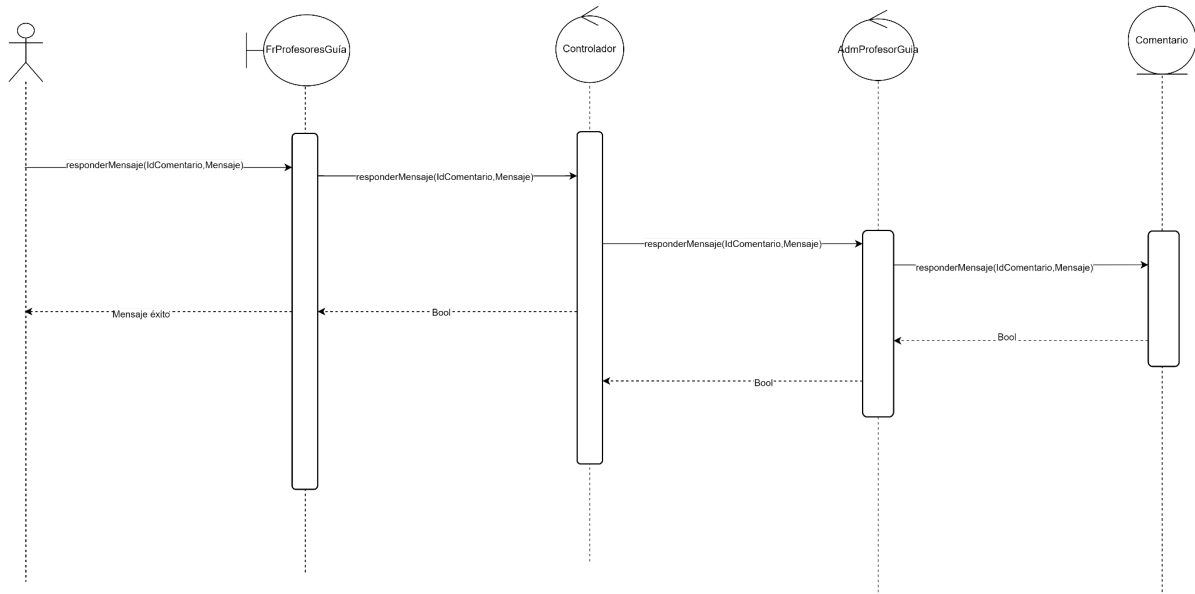 FrProfesoresGuía
Controlador
AdmProfesorGuia
Comentario
responderMensaje(IdComentario,Mensaje)
responderMensaje(IdComentario,Mensaje)
responderMensaje(IdComentario,Mensaje)
responderMensaje(IdComentario,Mensaje)
Mensaje éxito
Bool
Bool
Bool